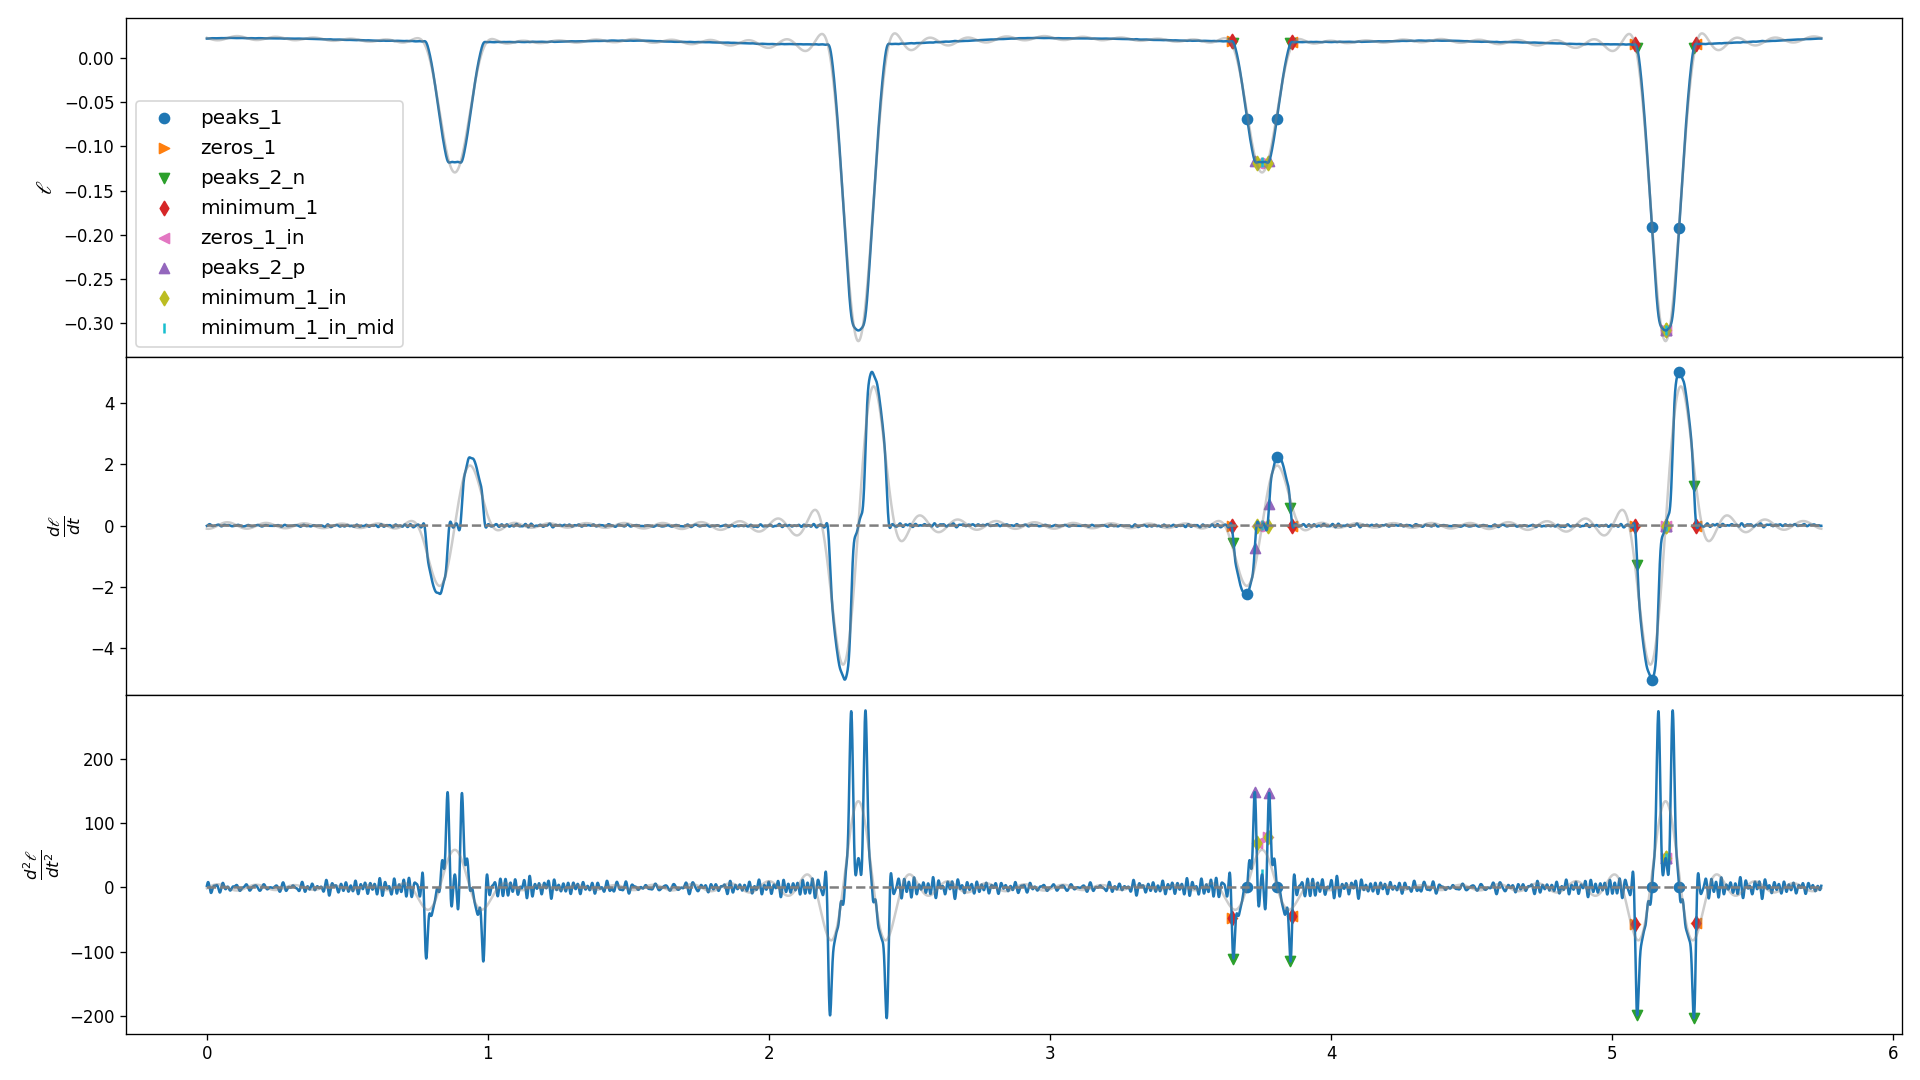 0.00
−0.05
−0.10
−0.15
−0.20
−0.25
−0.30
ℓ
peaks_1
zeros_1
peaks_2_n
minimum_1
zeros_1_in
peaks_2_p
minimum_1_in
minimum_1_in_mid
4
2
0
−2
−4
dℓ
dt
200
100
0
−100
−200
d²ℓ
dt²
0 1 2 3 4 5 6